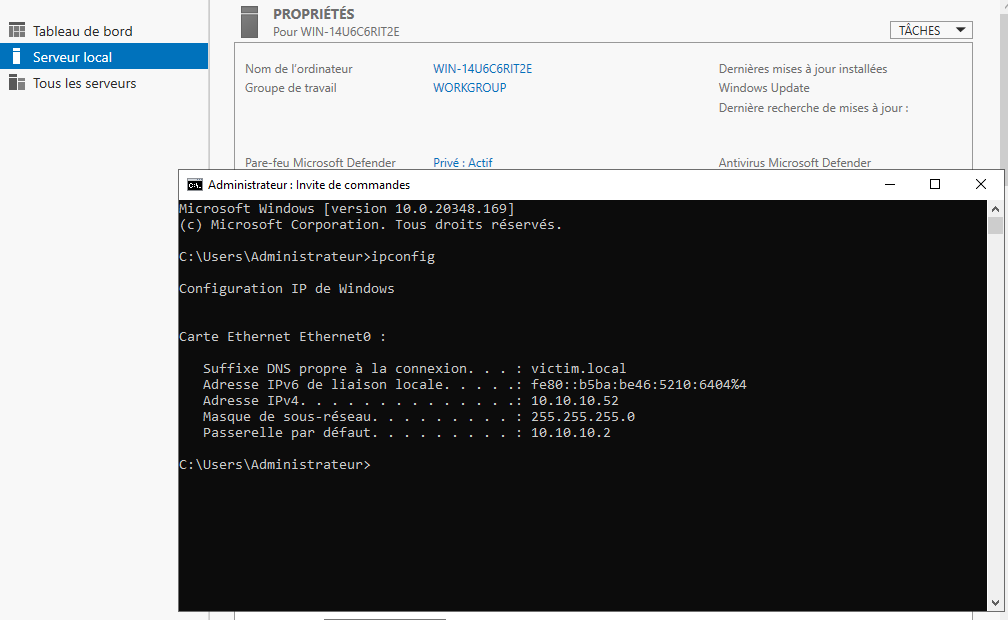 Tableau de bord
Serveur local
Tous les serveurs
PROPRIÉTÉS
Pour WIN-14U6C6RIT2E
TÂCHES
Nom de l'ordinateur WIN-14U6C6RIT2E Dernières mises à jour installées
Groupe de travail WORKGROUP Windows Update
Dernière recherche de mises à jour :
Pare-feu Microsoft Defender Privé : Actif Antivirus Microsoft Defender
Administrateur : Invite de commandes
Microsoft Windows [version 10.0.20348.169]
(c) Microsoft Corporation. Tous droits réservés.
C:\Users\Administrateur>ipconfig
Configuration IP de Windows
Carte Ethernet Ethernet0 :
Suffixe DNS propre à la connexion. . . : victim.local
Adresse IPv6 de liaison locale. . . . .: fe80::b5ba:be46:5210:6404%4
Adresse IPv4. . . . . . . . . . . . . .: 10.10.10.52
Masque de sous-réseau. . . . . . . . . : 255.255.255.0
Passerelle par défaut. . . . . . . . . : 10.10.10.2
C:\Users\Administrateur>